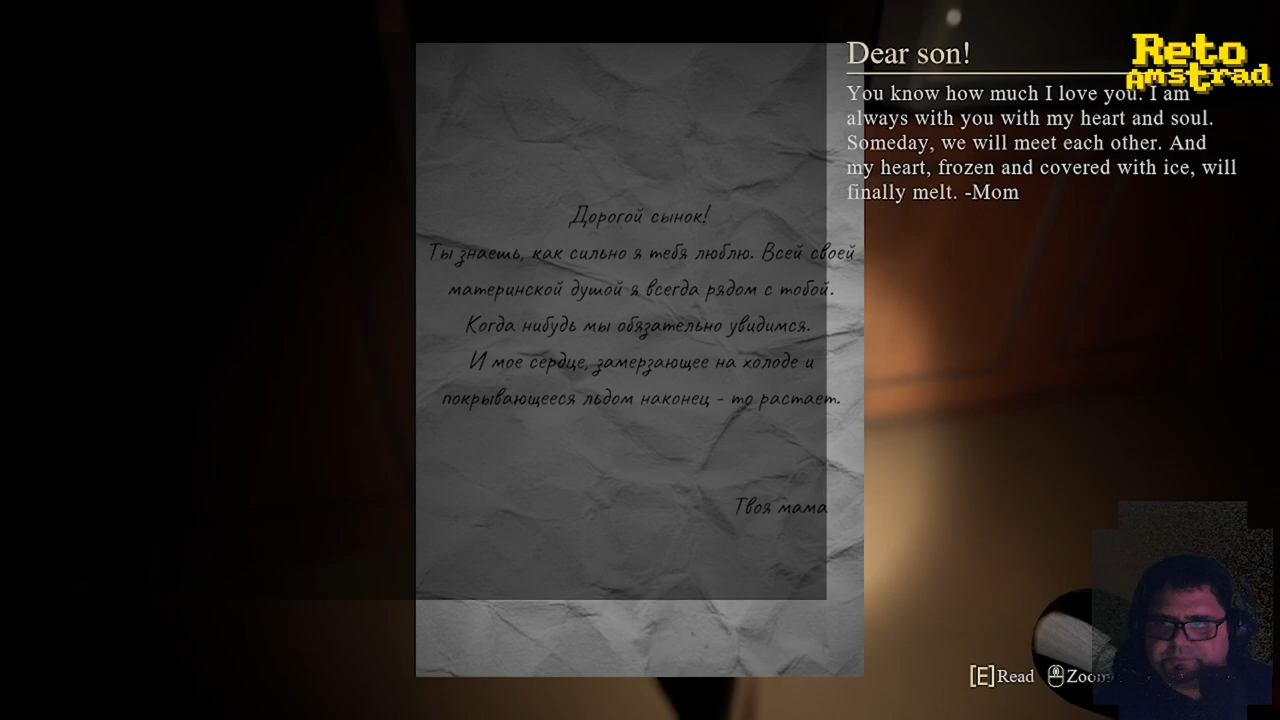 Reto
Amstrad
Dear son!
You know how much I love you. I am
always with you with my heart and soul.
Someday, we will meet each other. And
my heart, frozen and covered with ice, will
finally melt. -Mom
Дорогой сынок!
Ты знаешь, как сильно я тебя люблю. Всей своей
материнской душой я всегда рядом с тобой.
Когда нибудь мы обязательно увидимся.
И мое сердце, замерзающее на холоде и
покрывающееся льдом наконец - то растает.
Твоя мама
[E]Read Zoom